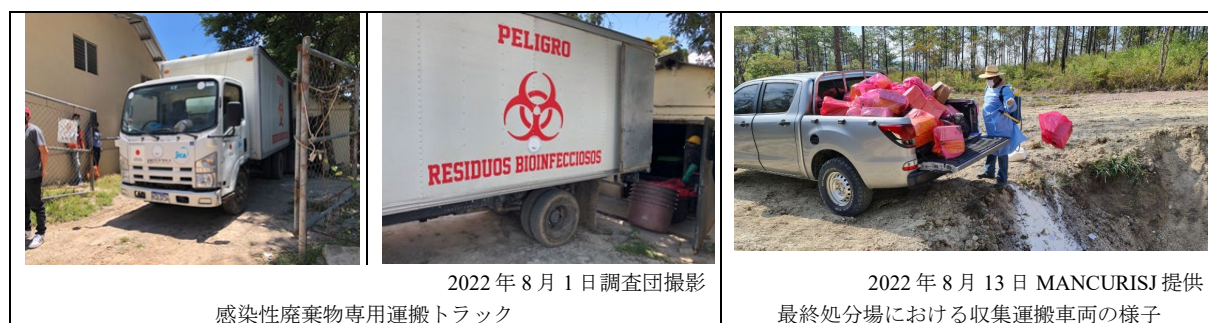 PELIGRO
RESIDUOS BIOINFECCIOSOS
2022 年 8 月 1 日調査団撮影
感染性廃棄物専用運搬トラック
2022 年 8 月 13 日 MANCURISJ 提供
最終処分場における収集運搬車両の様子